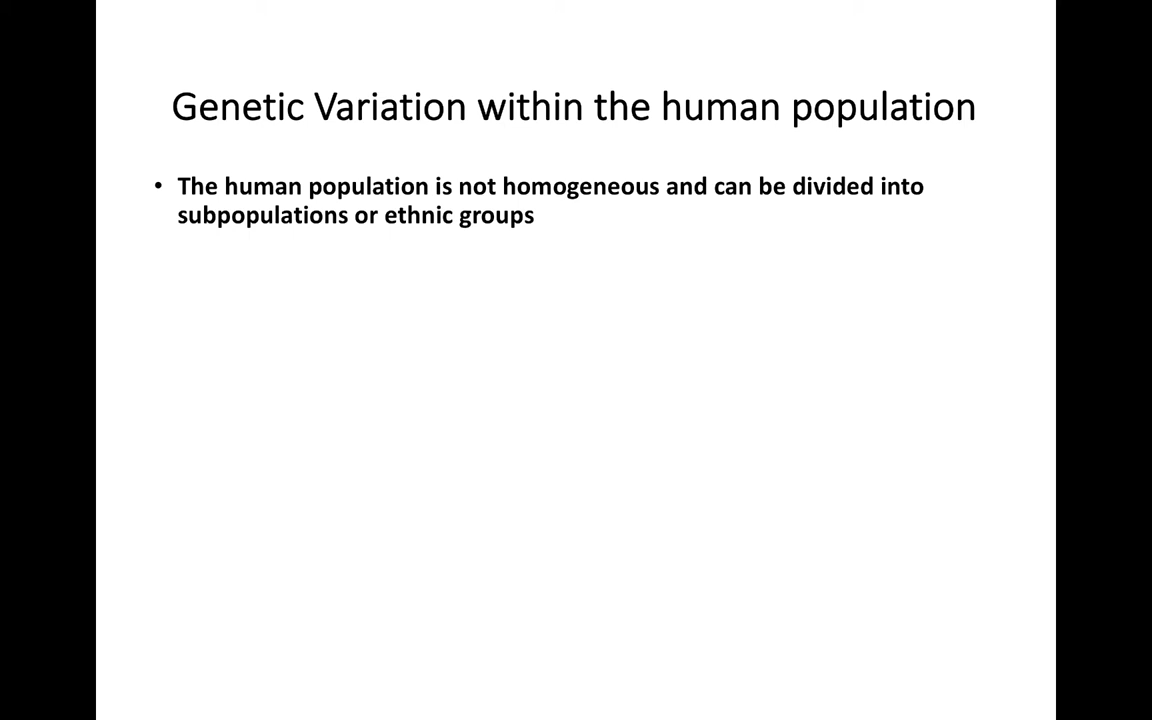 Genetic Variation within the human population
• The human population is not homogeneous and can be divided into
subpopulations or ethnic groups